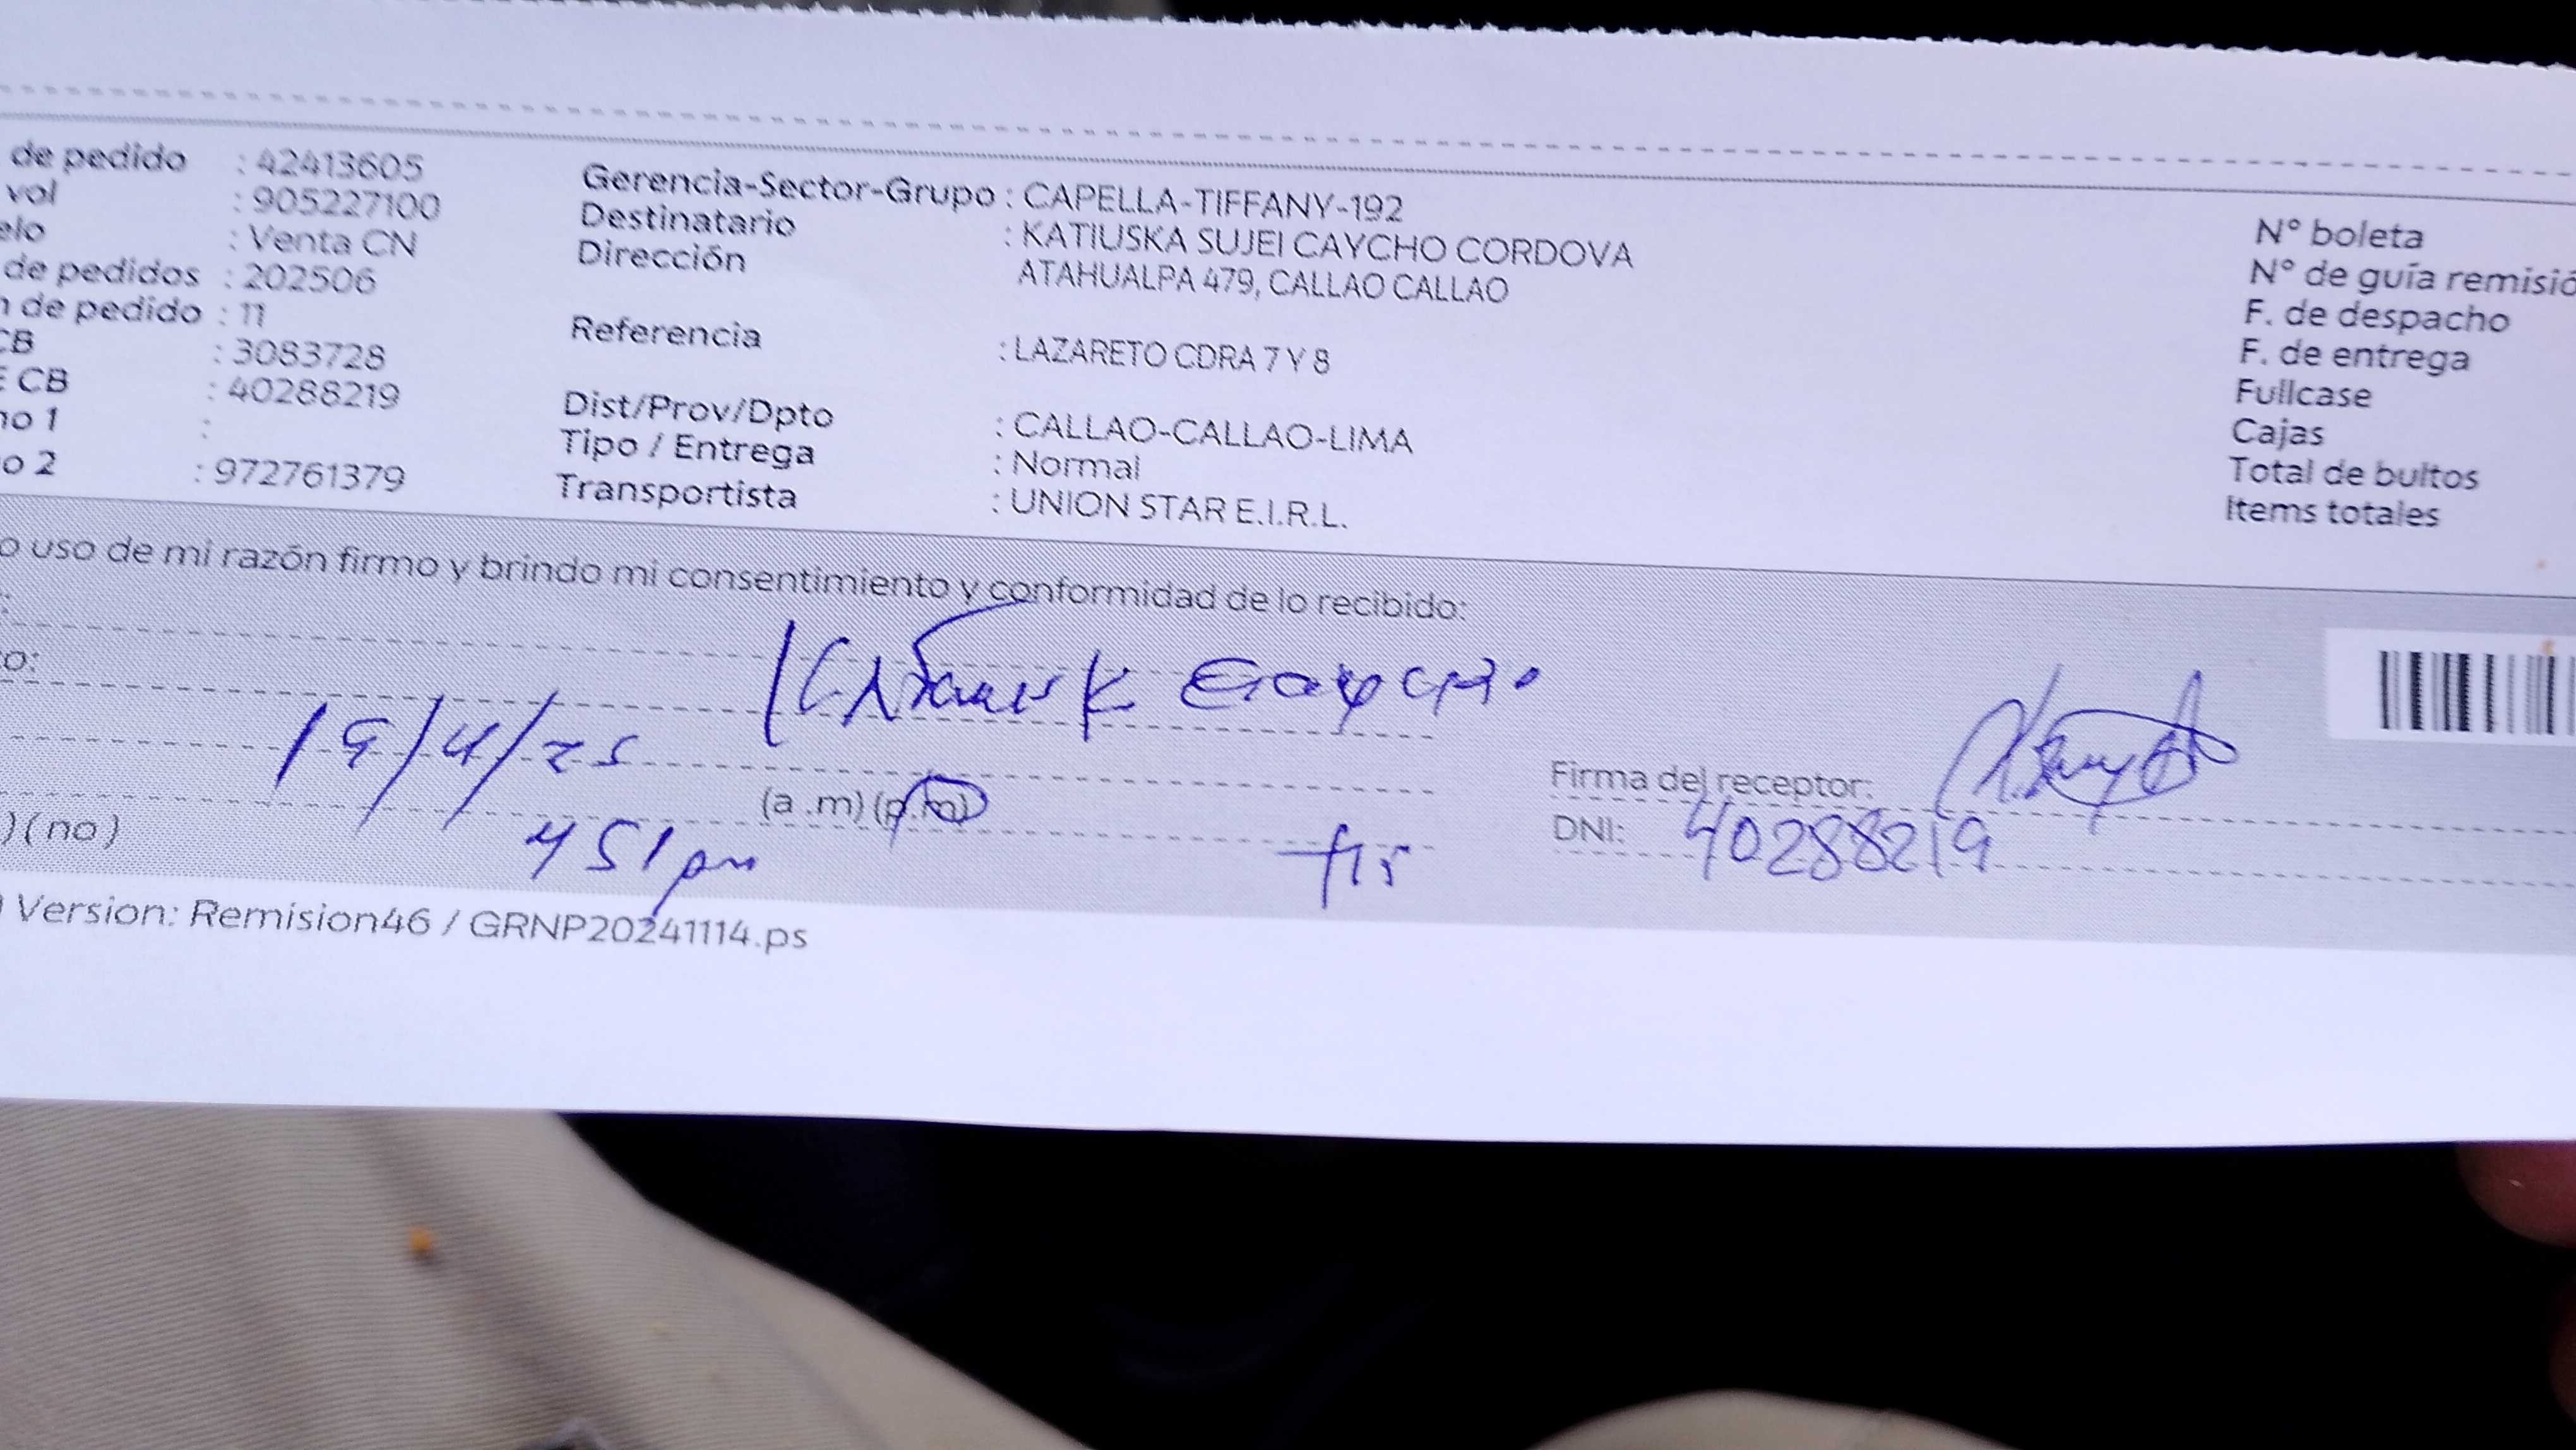 de pedido : 42413605
vol : 905227100
elo : Venta CN
de pedidos : 202506
n de pedido : 11
CB : 3083728
E CB : 40288219
no 1 :
o 2 : 972761379
Gerencia-Sector-Grupo : CAPELLA-TIFFANY-192
Destinatario : KATIUSKA SUJEI CAYCHO CORDOVA
Dirección ATAHUALPA 479, CALLAO CALLAO
Referencia : LAZARETO CDRA 7 Y 8
Dist/Prov/Dpto : CALLAO-CALLAO-LIMA
Tipo / Entrega : Normal
Transportista : UNION STAR E.I.R.L.
N° boleta
N° de guía remisió
F. de despacho
F. de entrega
Fullcase
Cajas
Total de bultos
Items totales
o uso de mi razón firmo y brindo mi consentimiento y conformidad de lo recibido:
o:
19/4/25
(a .m) (p.m)
Firma del receptor:
) ( no )
451 pm
DNI: 40288219
Version: Remision46 / GRNP20241114.ps